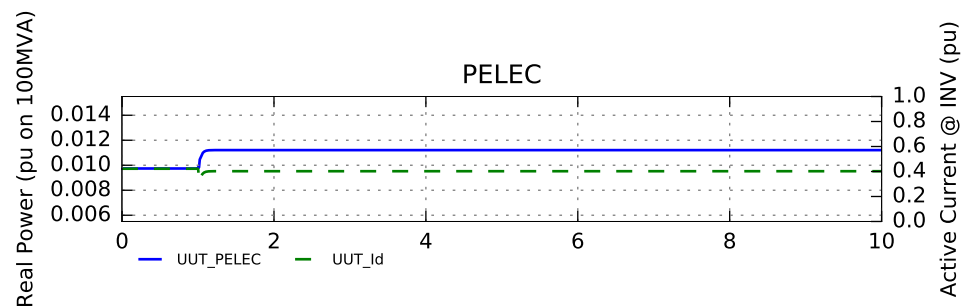 PELEC
Real Power (pu on 100MVA)
0.014
0.012
0.010
0.008
0.006
1.0
0.8
0.6
0.4
0.2
0.0
Active Current @ INV (pu)
0 2 4 6 8 10
UUT_PELEC UUT_Id